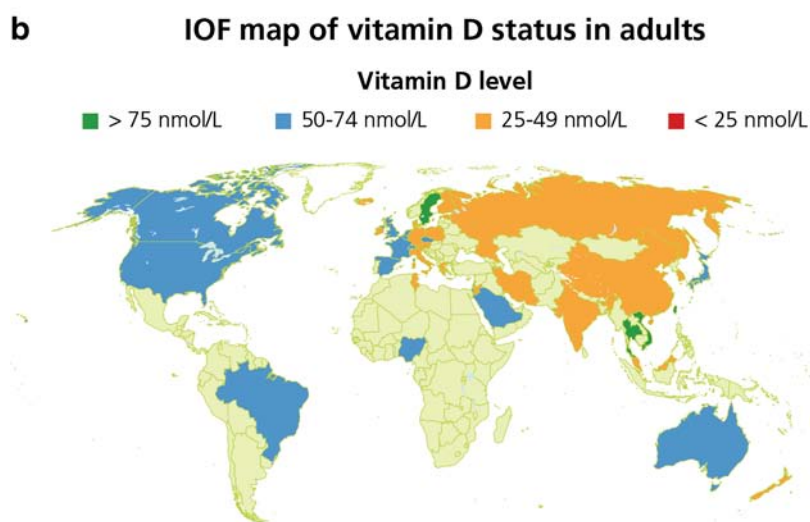 b
IOF map of vitamin D status in adults
Vitamin D level
> 75 nmol/L 50-74 nmol/L 25-49 nmol/L < 25 nmol/L